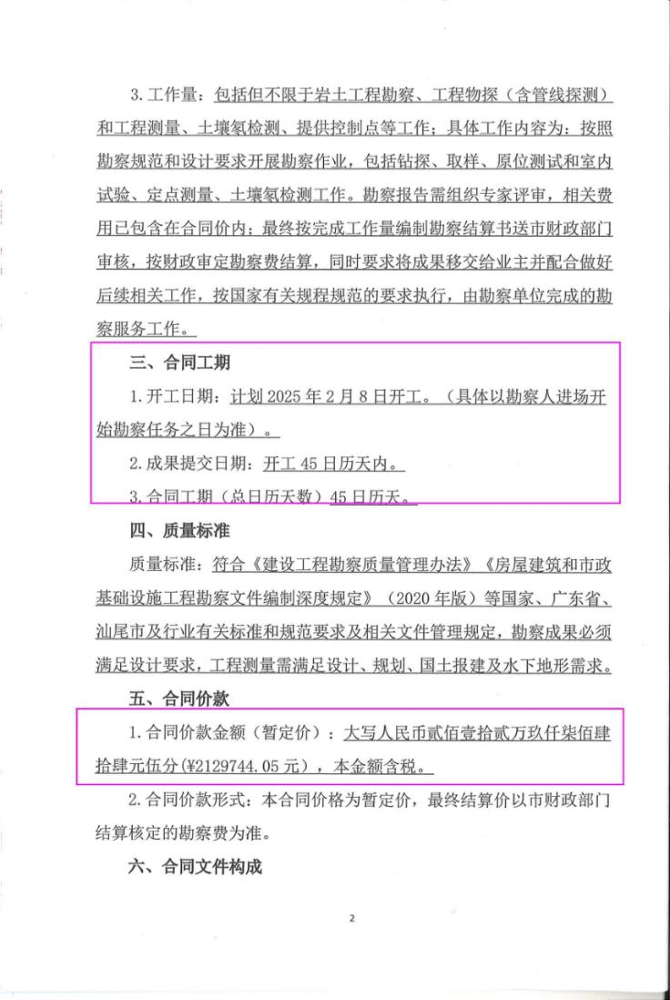 3.工作量：包括但不限于岩土工程勘察、工程物探（含管线探测）
和工程测量、土壤氡检测、提供控制点等工作；具体工作内容为：按照
勘察规范和设计要求开展勘察作业，包括钻探、取样、原位测试和室内
试验、定点测量、土壤氡检测工作。勘察报告需组织专家评审，相关费
用已包含在合同价内；最终按完成工作量编制勘察结算书送市财政部门
审核，按财政审定勘察费结算，同时要求将成果移交给业主并配合做好
后续相关工作，按国家有关规程规范的要求执行，由勘察单位完成的勘
察服务工作。
三、合同工期
1.开工日期：计划 2025 年 2 月 8 日开工。（具体以勘察人进场开
始勘察任务之日为准）。
2.成果提交日期：开工 45 日历天内。
3.合同工期（总日历天数）45 日历天。
四、质量标准
质量标准：符合《建设工程勘察质量管理办法》《房屋建筑和市政
基础设施工程勘察文件编制深度规定》（2020 年版）等国家、广东省、
汕尾市及行业有关标准和规范要求及相关文件管理规定，勘察成果必须
满足设计要求，工程测量需满足设计、规划、国土报建及水下地形需求。
五、合同价款
1.合同价款金额（暂定价）：大写人民币贰佰壹拾贰万玖仟柒佰肆
拾肆元伍分(¥2129744.05 元），本金额含税。
2.合同价款形式：本合同价格为暂定价，最终结算价以市财政部门
结算核定的勘察费为准。
六、合同文件构成
2